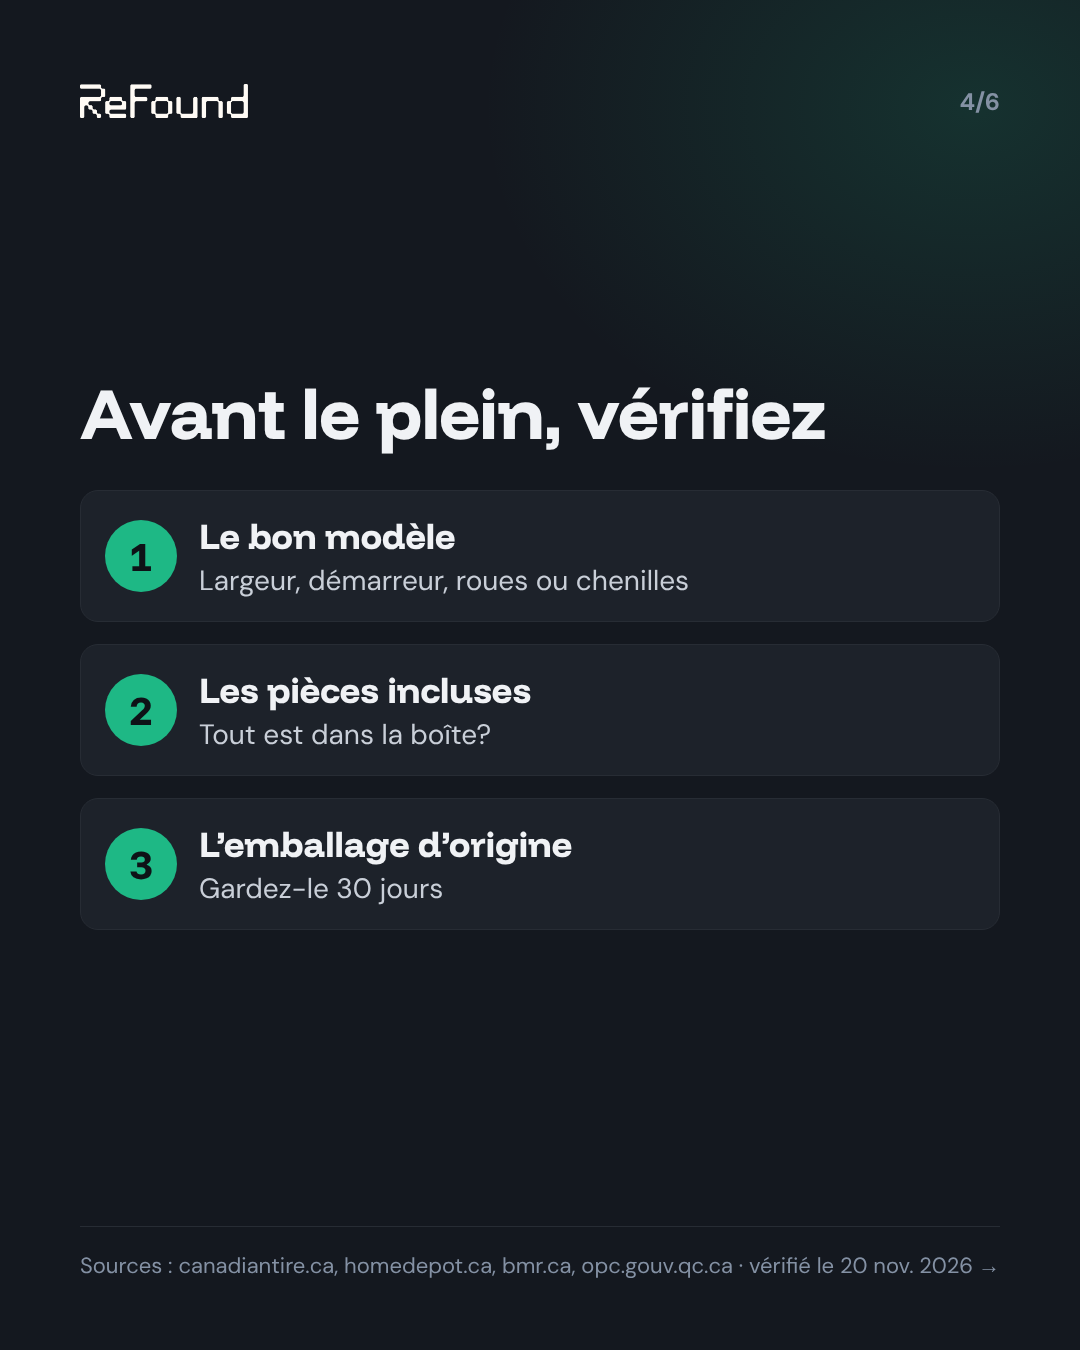 ReFound
4/6
Avant le plein, vérifiez
1
Le bon modèle
Largeur, démarreur, roues ou chenilles
2
Les pièces incluses
Tout est dans la boîte?
3
L’emballage d’origine
Gardez-le 30 jours
Sources : canadiantire.ca, homedepot.ca, bmr.ca, opc.gouv.qc.ca · vérifié le 20 nov. 2026 →